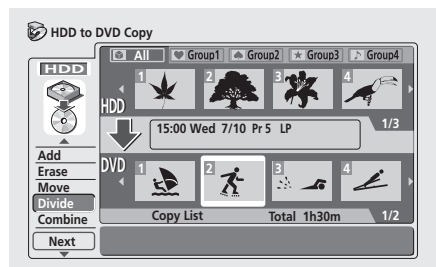 HDD to DVD Copy
All Group1 Group2 Group3 Group4
HDD
1 2 3 4
HDD
15:00 Wed 7/10 Pr 5 LP 1/3
Add
Erase
Move
Divide
Combine
Next
DVD
1 2 3 4
Copy List Total 1h30m 1/2